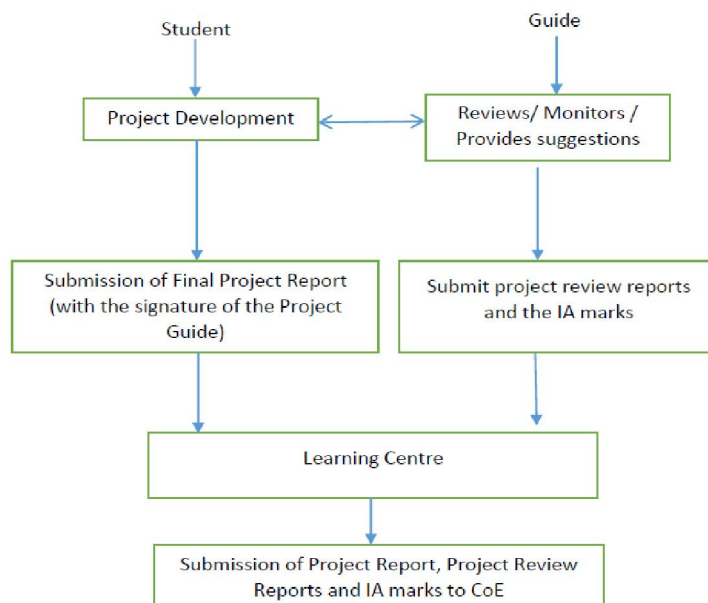 Student
Guide
Project Development
Reviews/ Monitors /
Provides suggestions
Submission of Final Project Report
(with the signature of the Project
Guide)
Submit project review reports
and the IA marks
Learning Centre
Submission of Project Report, Project Review
Reports and IA marks to CoE